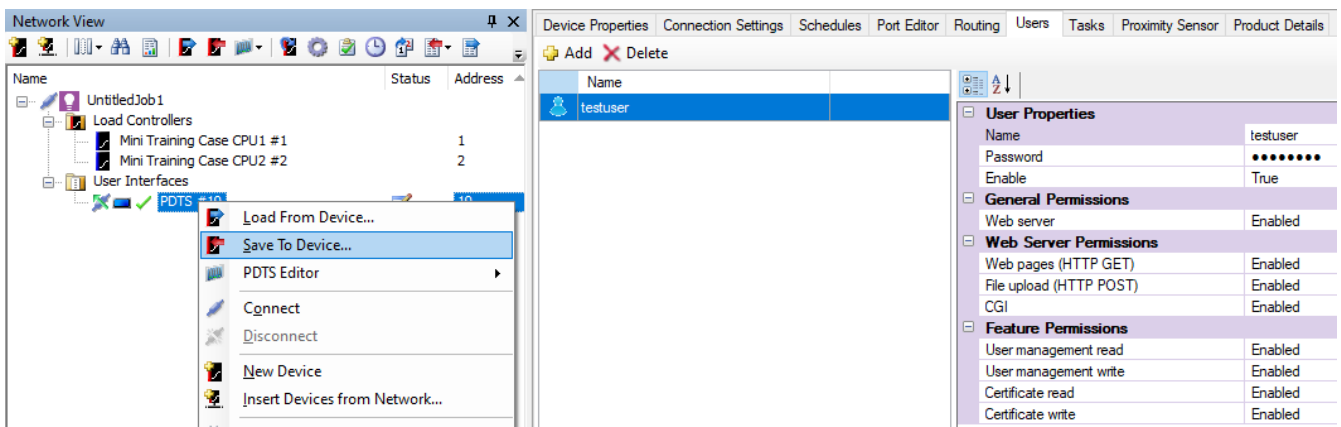 Network View
Name Status Address
UntitledJob1
Load Controllers
Mini Training Case CPU1 #1 1
Mini Training Case CPU2 #2 2
User Interfaces
PDTS #10 10
Load From Device...
Save To Device...
PDTS Editor
Connect
Disconnect
New Device
Insert Devices from Network...
Device Properties Connection Settings Schedules Port Editor Routing Users Tasks Proximity Sensor Product Details
Add Delete
Name
testuser
User Properties
Name testuser
Password ●●●●●●●●
Enable True
General Permissions
Web server Enabled
Web Server Permissions
Web pages (HTTP GET) Enabled
File upload (HTTP POST) Enabled
CGI Enabled
Feature Permissions
User management read Enabled
User management write Enabled
Certificate read Enabled
Certificate write Enabled